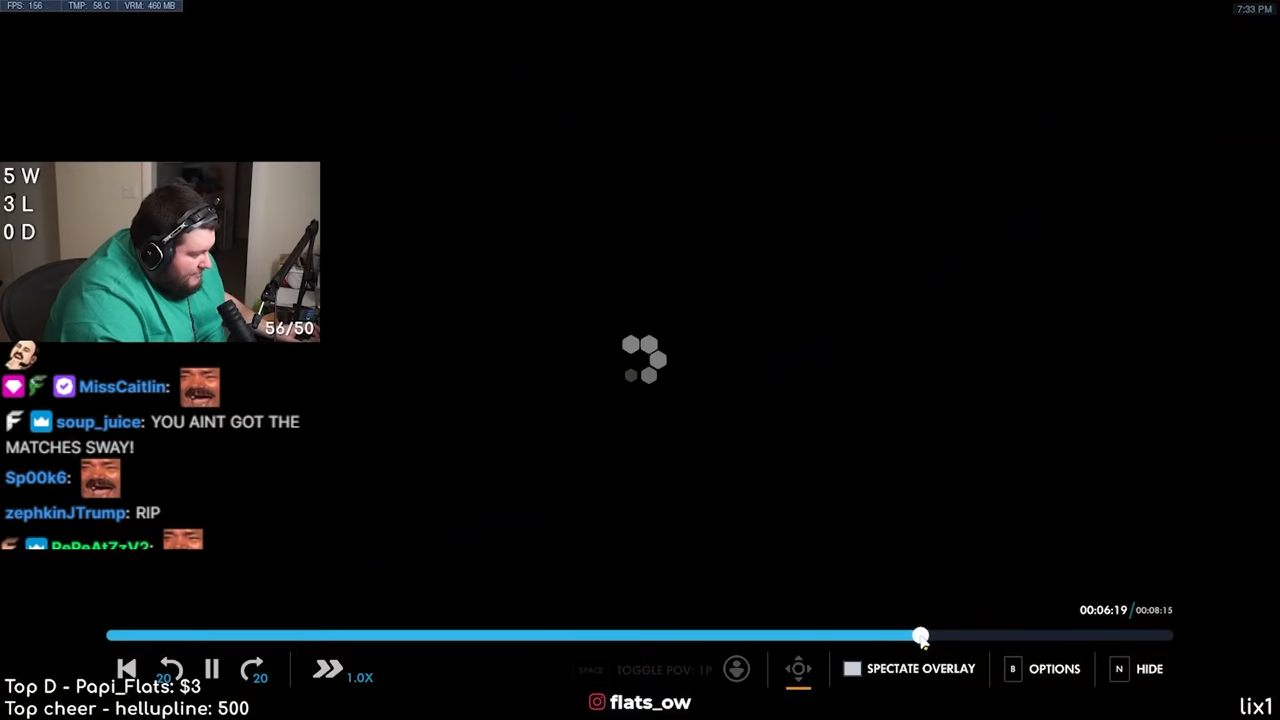 FPS: 156 TMP: 58 C VRM: 460 MB
7:33 PM
5 W
3 L
0 D
56/50
MissCaitlin:
soup_juice: YOU AINT GOT THE
MATCHES SWAY!
Sp00k6:
zephkinJTrump: RIP
RePeAtZzV2:
00:06:19/00:08:15
20 20 1.0X SPACE TOGGLE POV: 1P SPECTATE OVERLAY B OPTIONS N HIDE
Top D - Papi_Flats: $3
Top cheer - hellupline: 500
flats_ow
lix1